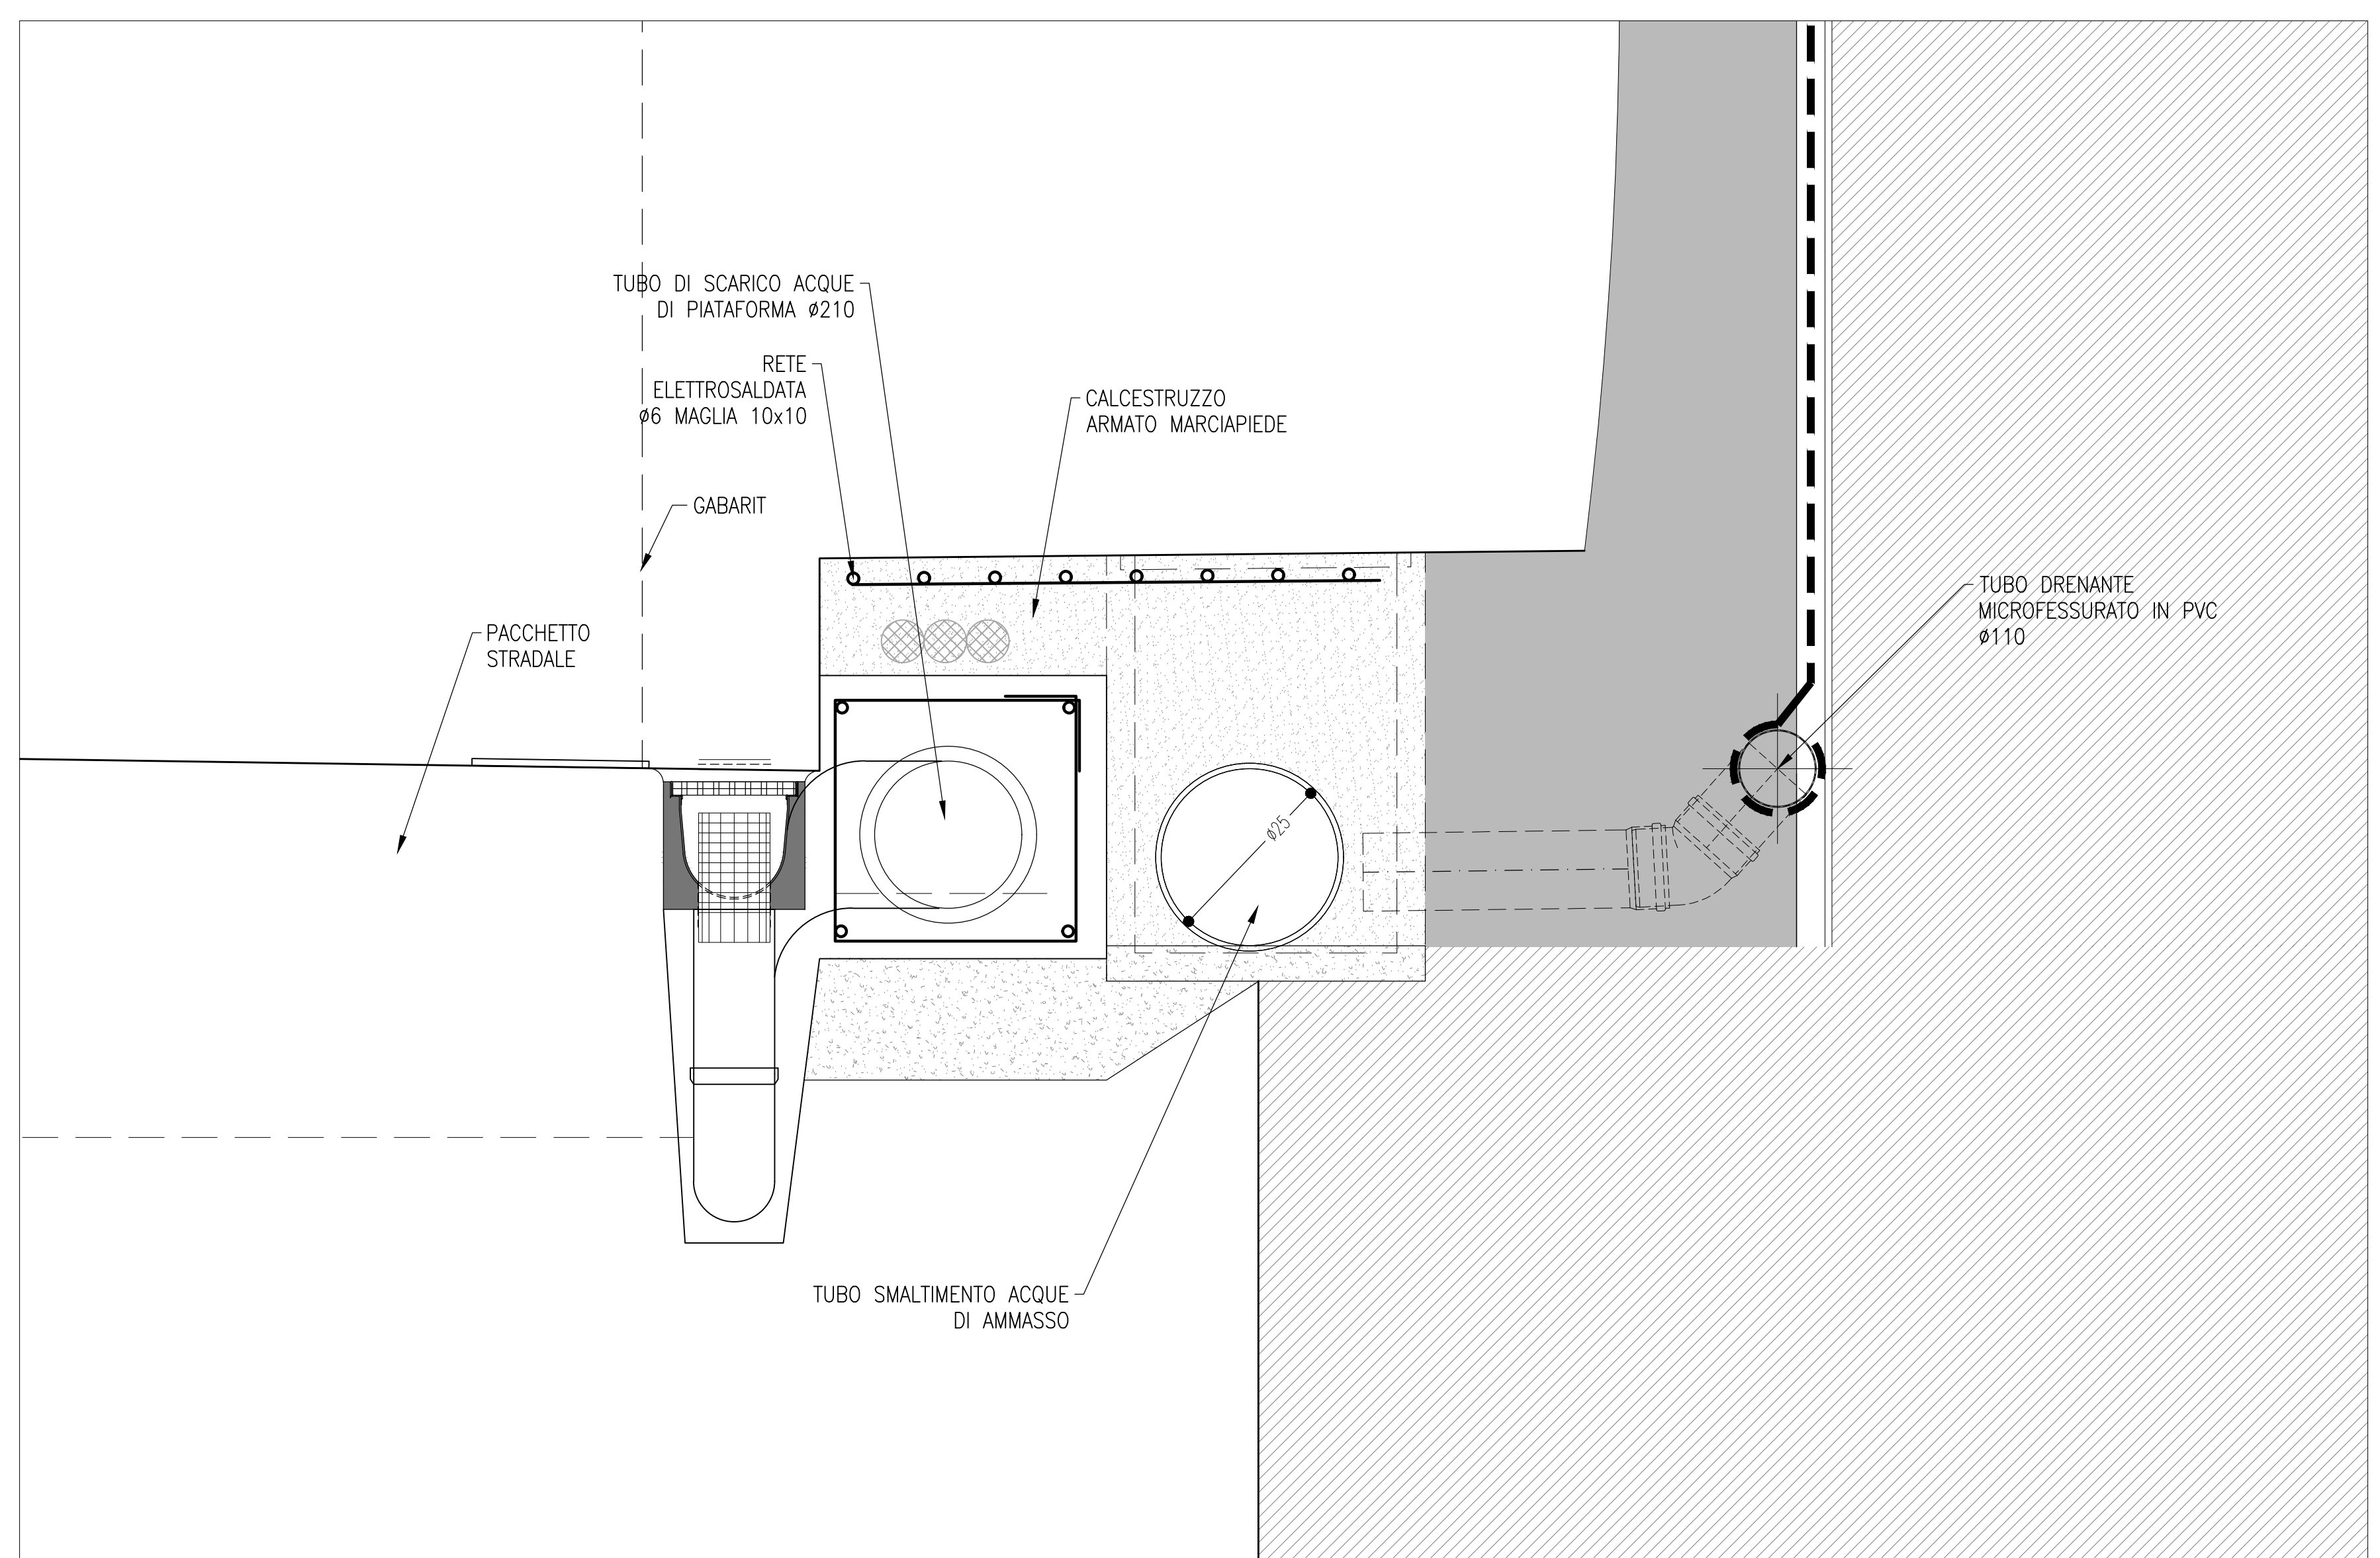 TUBO DI SCARICO ACQUE
DI PIATAFORMA ø210
RETE
ELETTROSALDATA
ø6 MAGLIA 10x10
CALCESTRUZZO
ARMATO MARCIAPIEDE
GABARIT
PACCHETTO
STRADALE
TUBO DRENANTE
MICROFESSURATO IN PVC
ø110
ø25
TUBO SMALTIMENTO ACQUE
DI AMMASSO